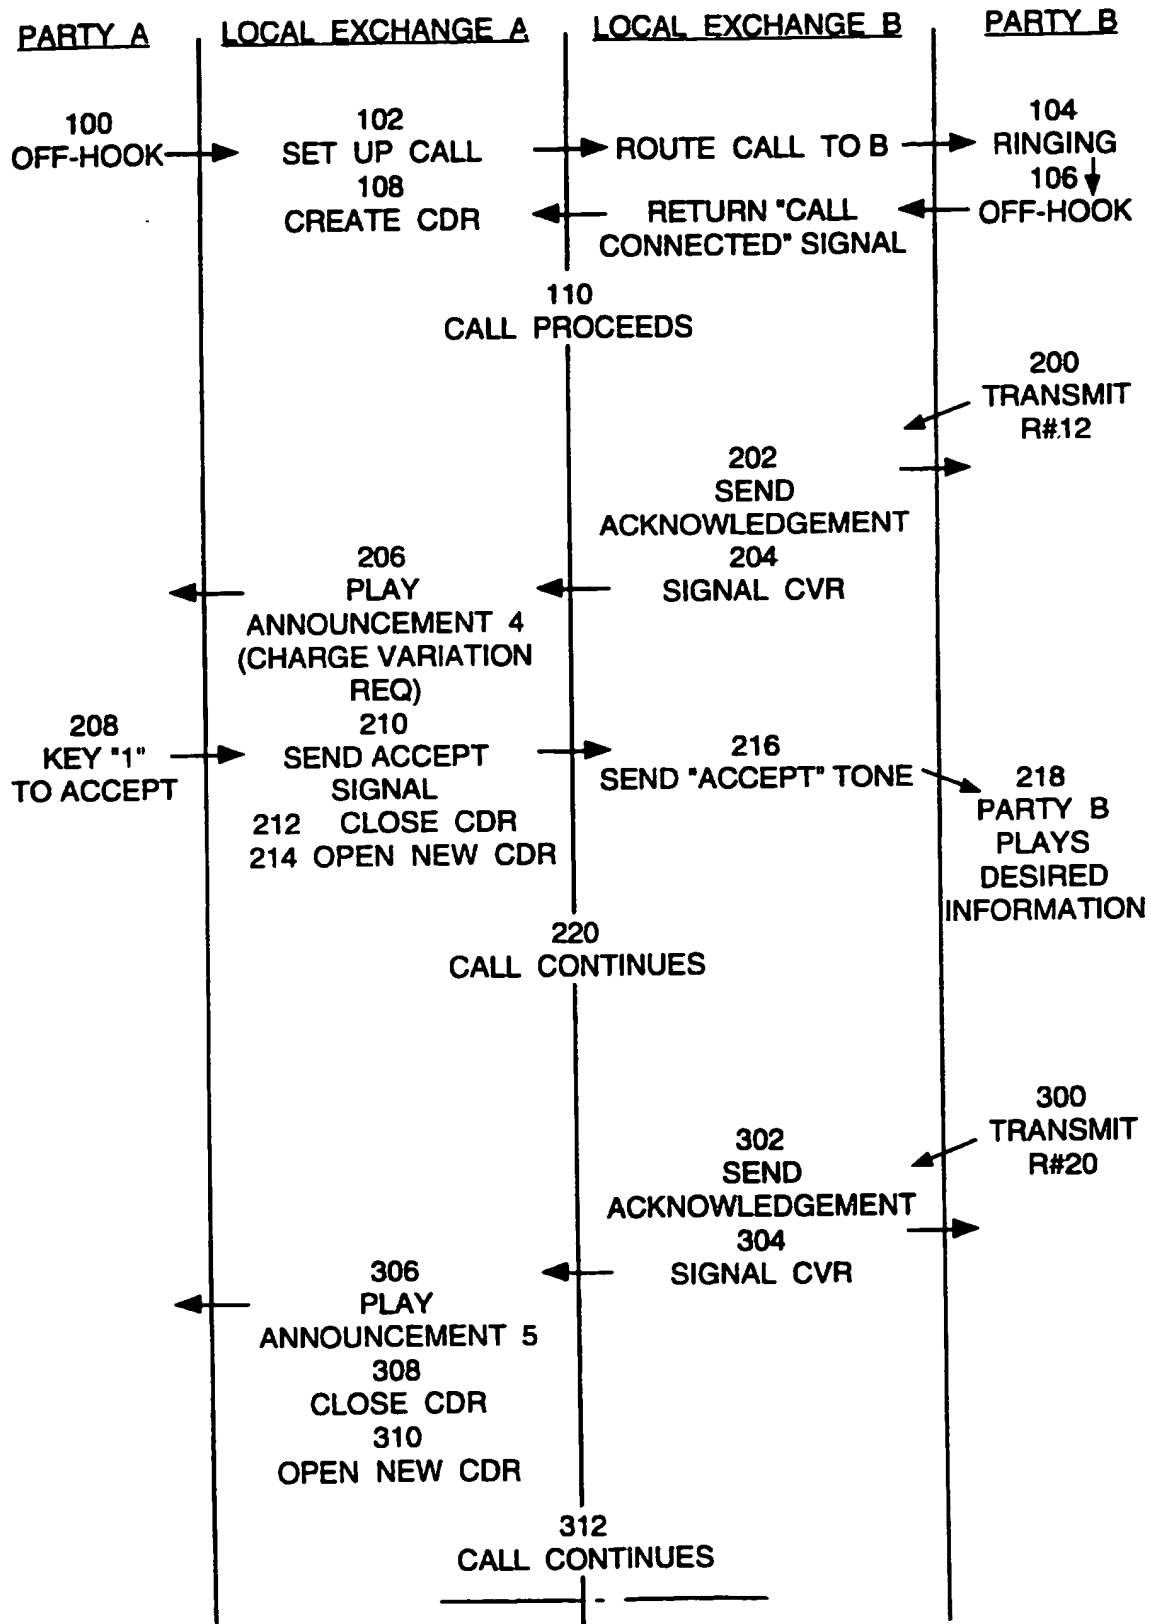 PARTY A LOCAL EXCHANGE A LOCAL EXCHANGE B PARTY B
100
OFF-HOOK
102
SET UP CALL
ROUTE CALL TO B
104
RINGING
108
CREATE CDR
RETURN "CALL
CONNECTED" SIGNAL
106
OFF-HOOK
110
CALL PROCEEDS
200
TRANSMIT
R#12
202
SEND
ACKNOWLEDGEMENT
204
SIGNAL CVR
206
PLAY
ANNOUNCEMENT 4
(CHARGE VARIATION
REQ)
208
KEY "1"
TO ACCEPT
210
SEND ACCEPT
SIGNAL
212 CLOSE CDR
214 OPEN NEW CDR
216
SEND "ACCEPT" TONE
218
PARTY B
PLAYS
DESIRED
INFORMATION
220
CALL CONTINUES
300
TRANSMIT
R#20
302
SEND
ACKNOWLEDGEMENT
304
SIGNAL CVR
306
PLAY
ANNOUNCEMENT 5
308
CLOSE CDR
310
OPEN NEW CDR
312
CALL CONTINUES